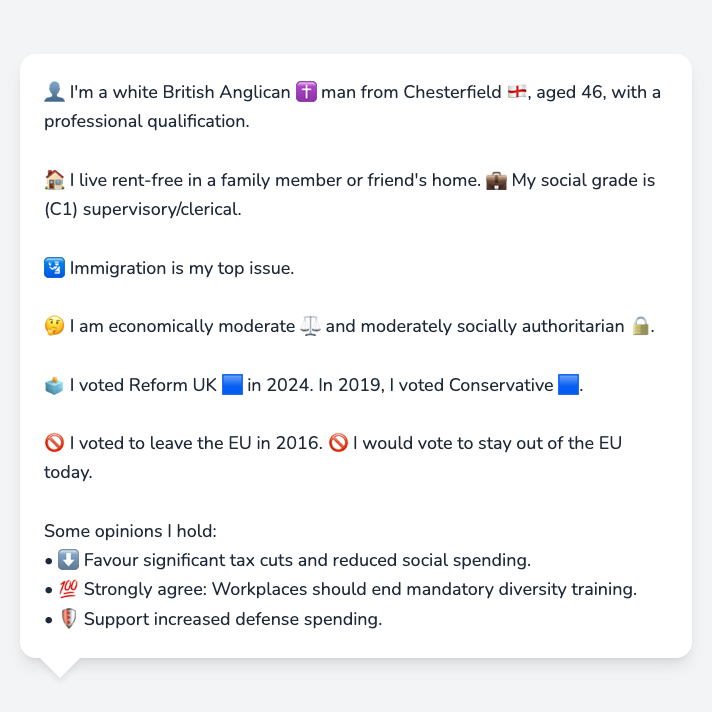 👤 I'm a white British Anglican ✝️ man from Chesterfield 🏴󠁧󠁢󠁥󠁮󠁧󠁿, aged 46, with a
professional qualification.
🏠 I live rent-free in a family member or friend's home. 💼 My social grade is
(C1) supervisory/clerical.
🛂 Immigration is my top issue.
🤔 I am economically moderate ⚖️ and moderately socially authoritarian 🔒.
🗳️ I voted Reform UK 🟦 in 2024. In 2019, I voted Conservative 🟦.
🚫 I voted to leave the EU in 2016. 🚫 I would vote to stay out of the EU
today.
Some opinions I hold:
• ⬇️ Favour significant tax cuts and reduced social spending.
• 💯 Strongly agree: Workplaces should end mandatory diversity training.
• 🛡️ Support increased defense spending.